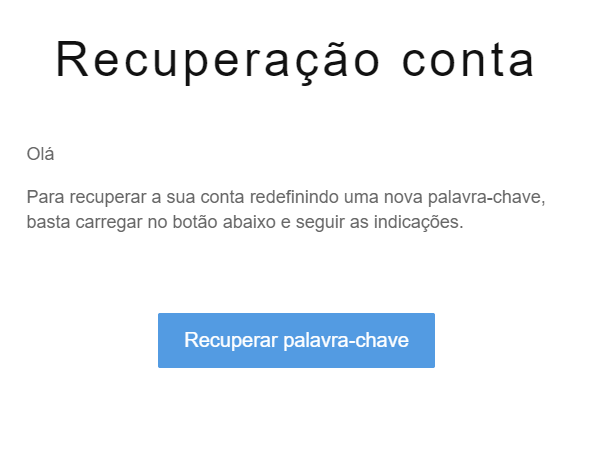 Recuperação conta
Olá
Para recuperar a sua conta redefinindo uma nova palavra-chave,
basta carregar no botão abaixo e seguir as indicações.
Recuperar palavra-chave